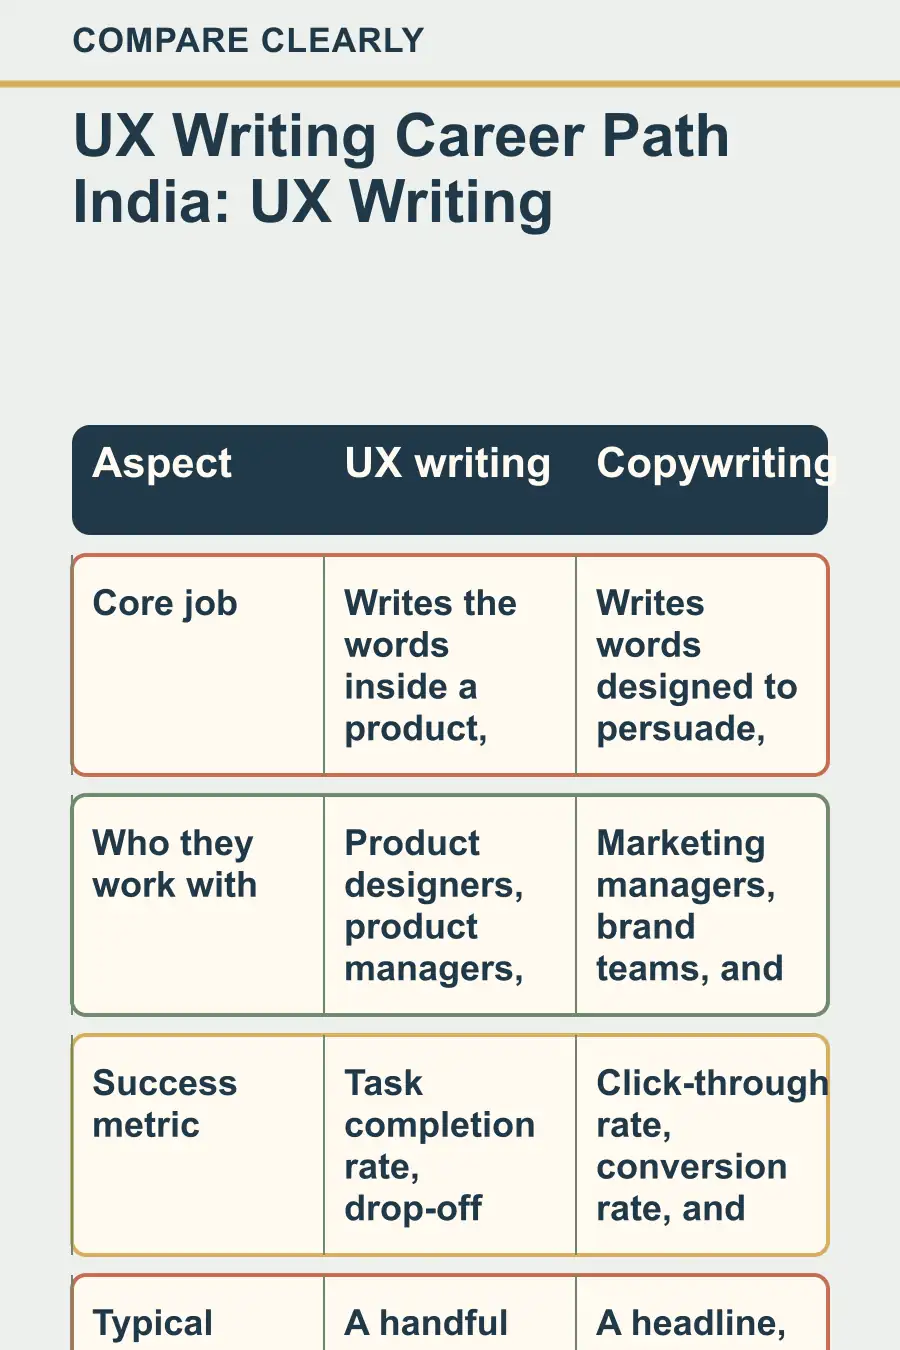 COMPARE CLEARLY
UX Writing Career Path
India: UX Writing
Aspect
UX writing
Copywriting
Core job
Writes the
words
inside a
product,
Writes
words
designed to
persuade,
Who they
work with
Product
designers,
product
managers,
Marketing
managers,
brand
teams, and
Success
metric
Task
completion
rate,
drop-off
Click-through
rate,
conversion
rate, and
Typical
A handful
A headline,